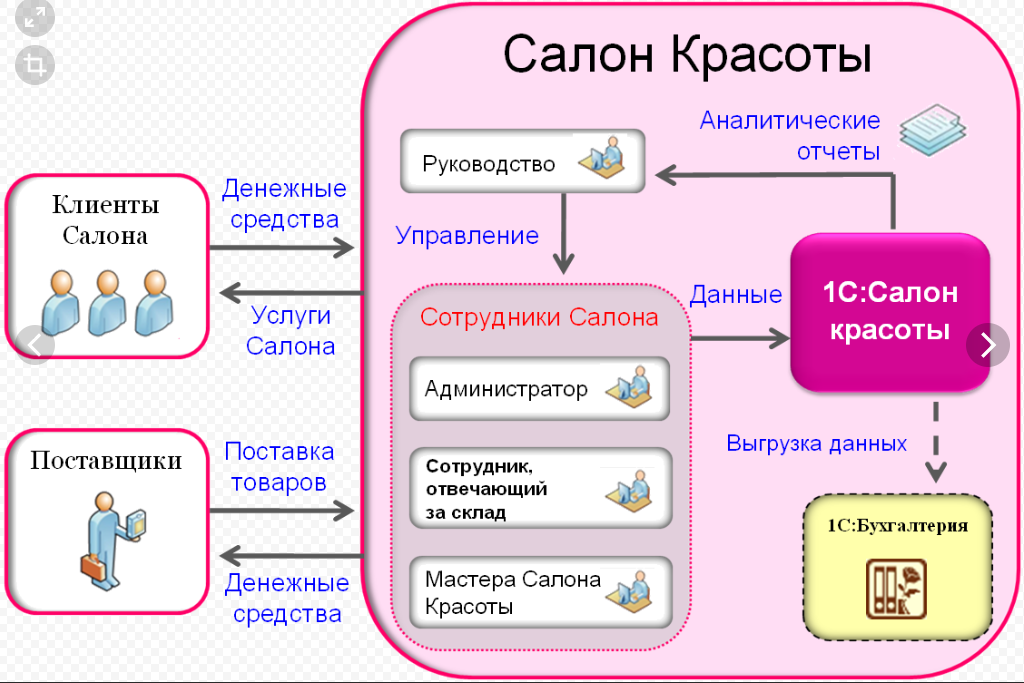 Салон Красоты
Аналитические
отчеты
Руководство
Денежные
средства
Клиенты
Салона
Управление
Услуги
Салона
Данные
1С:Салон
красоты
Сотрудники Салона
Администратор
Выгрузка данных
Поставщики
Поставка
товаров
Сотрудник,
отвечающий
за склад
1С:Бухгалтерия
Денежные
средства
Мастера Салона
Красоты